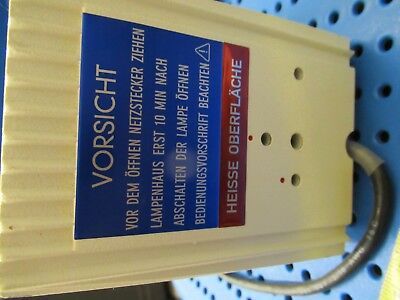 VORSICHT
VOR DEM ÖFFNEN NETZSTECKER ZIEHEN
LAMPENHAUS ERST 10 MIN NACH
ABSCHALTEN DER LAMPE ÖFFNEN
BEDIENUNGSVORSCHRIFT BEACHTEN
HEISSE OBERFLÄCHE